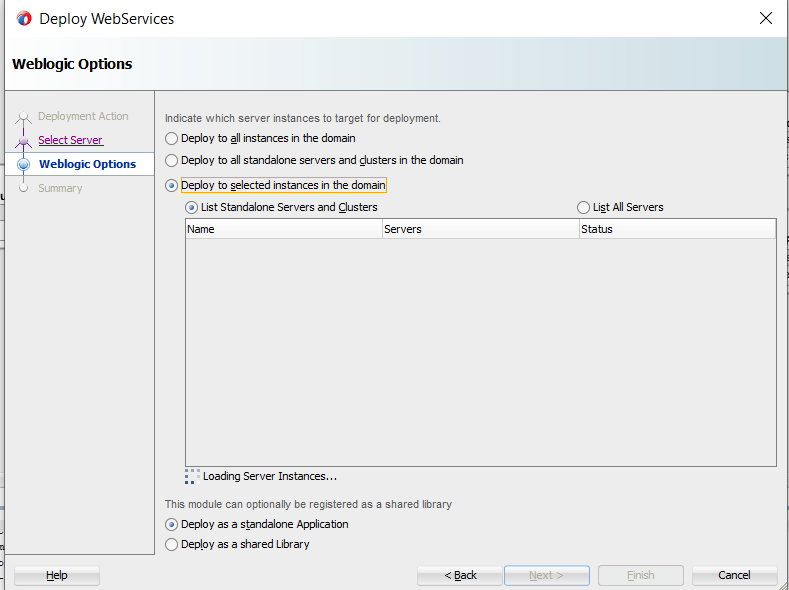 Deploy WebServices
Weblogic Options
Deployment Action
Select Server
Weblogic Options
Summary
Indicate which server instances to target for deployment.
Deploy to all instances in the domain
Deploy to all standalone servers and clusters in the domain
Deploy to selected instances in the domain
List Standalone Servers and Clusters
List All Servers
Name Servers Status
Loading Server Instances...
This module can optionally be registered as a shared library
Deploy as a standalone Application
Deploy as a shared Library
Help < Back Next > Finish Cancel